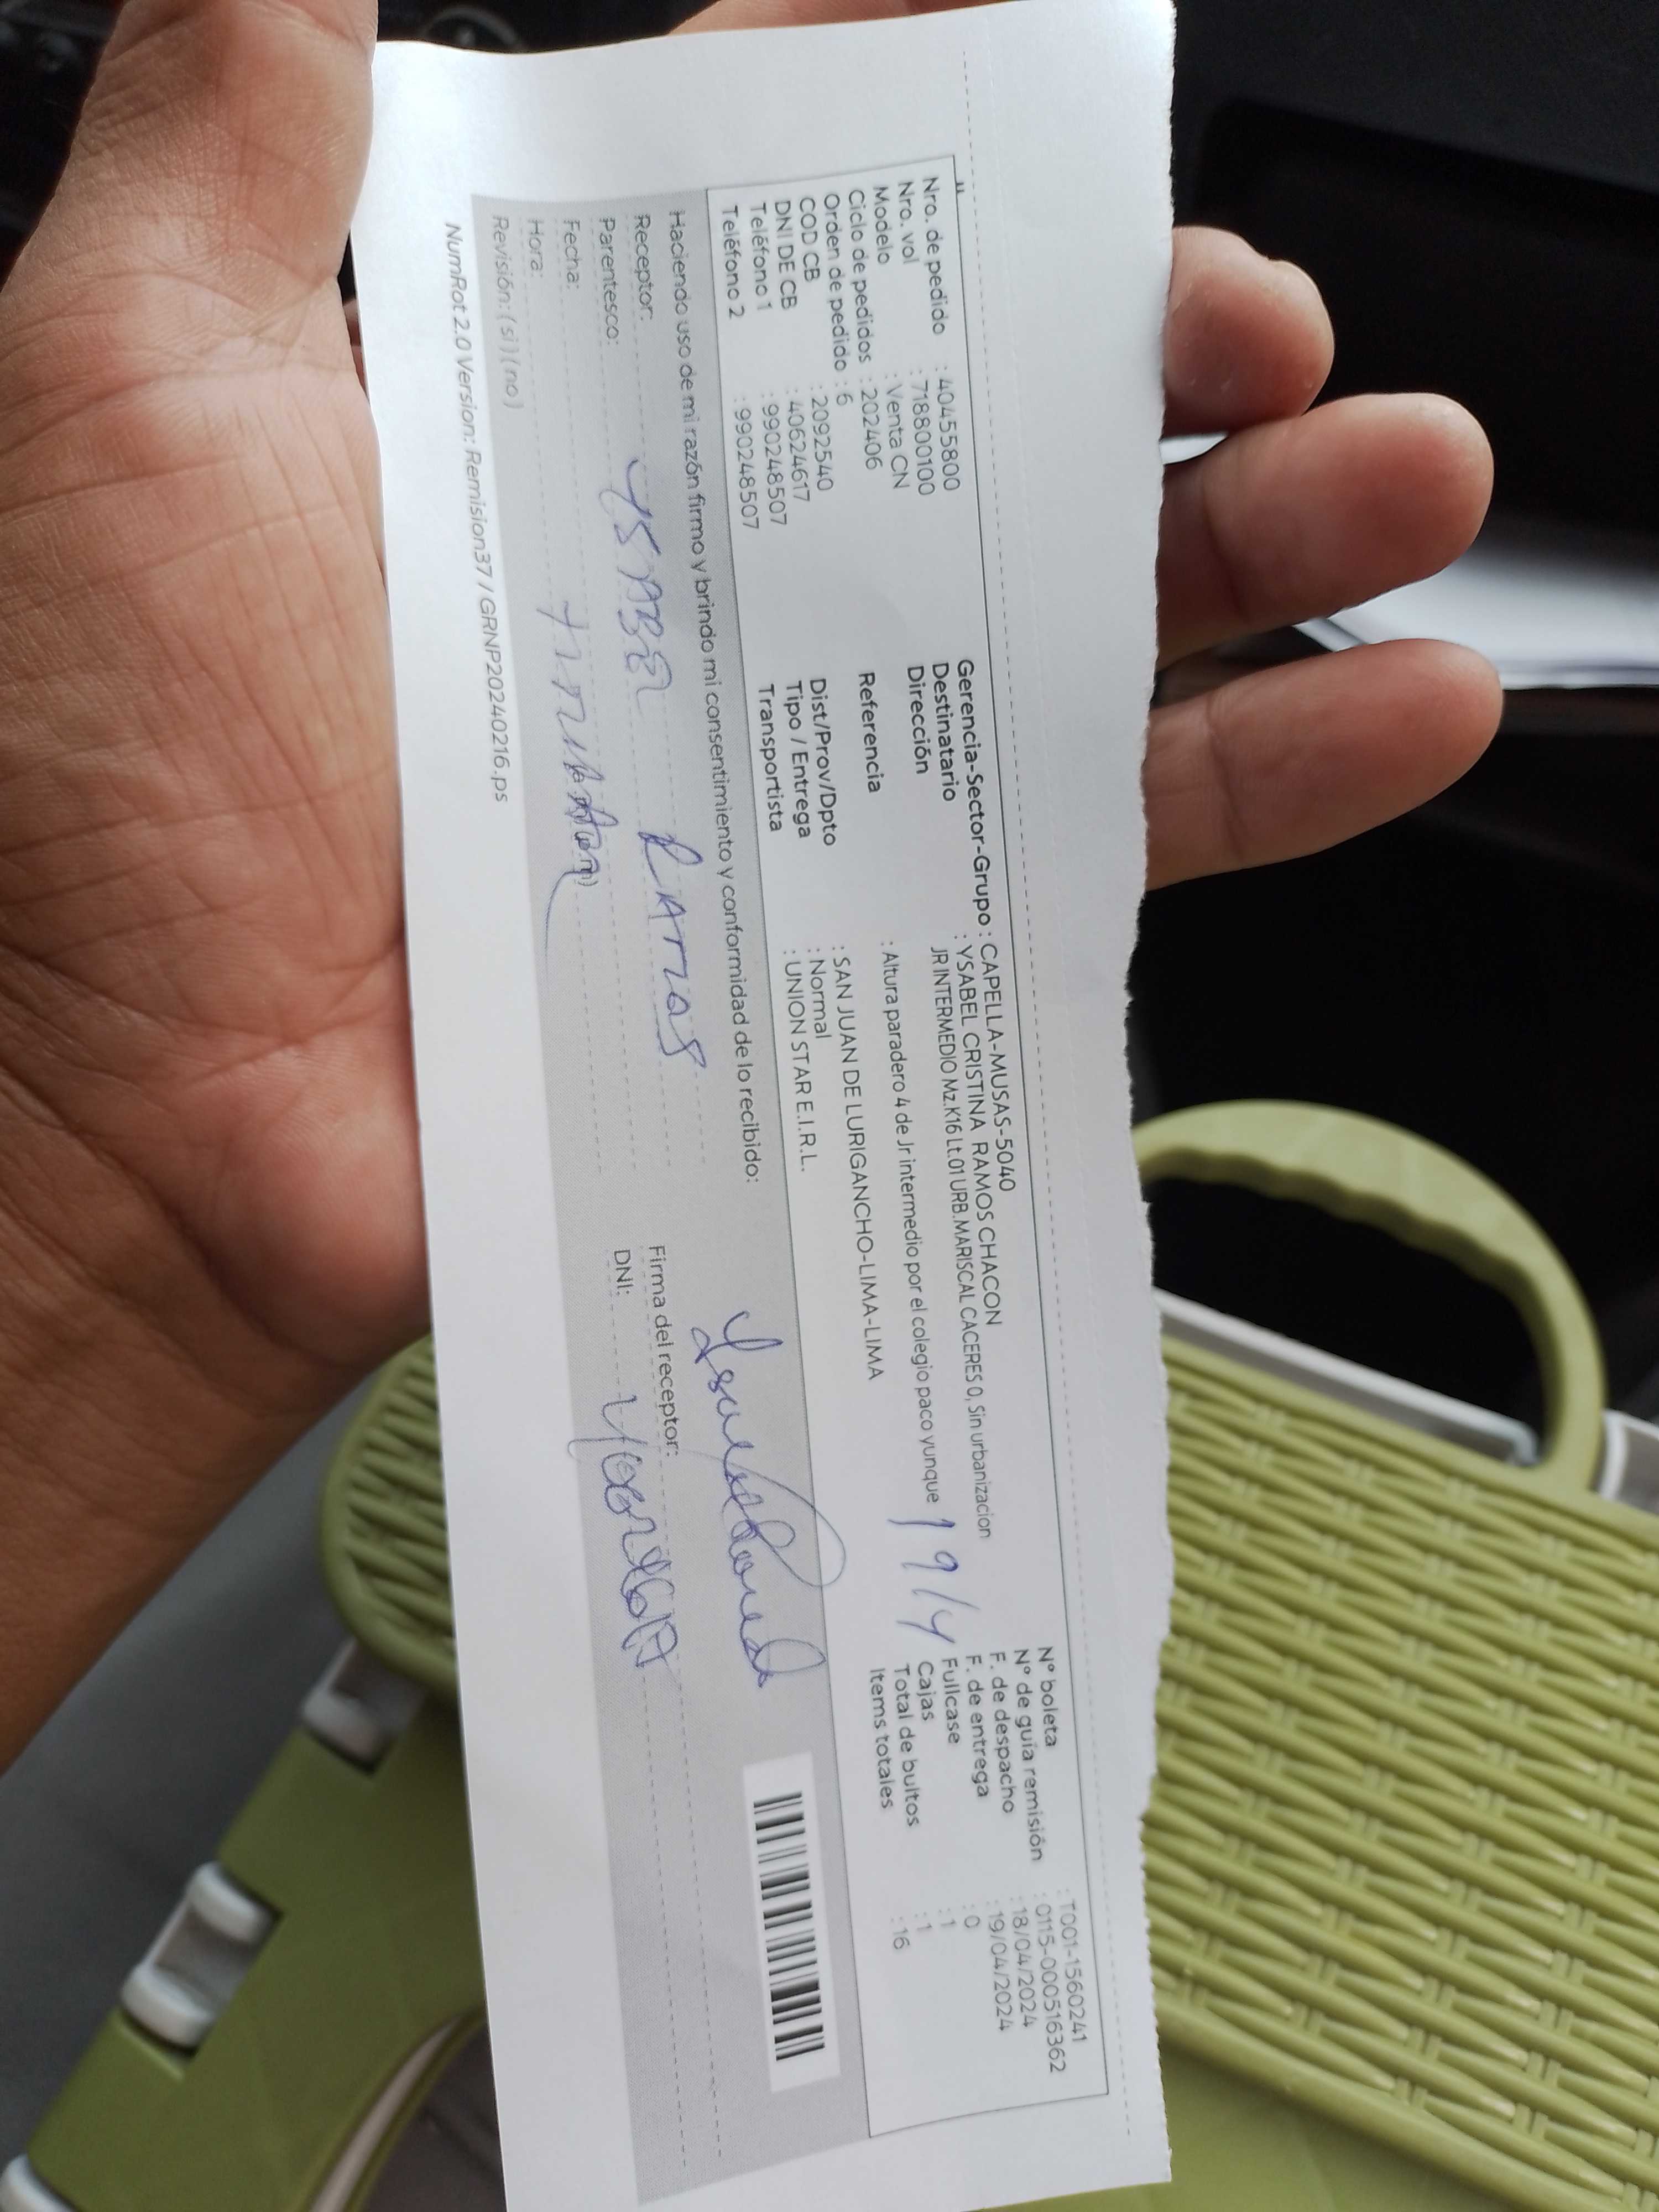 Nro. de pedido : 40455800
Nro. vol : 718800100
Modelo : Venta CN
Ciclo de pedidos : 202406
Orden de pedido : 6
COD CB : 2092540
DNI DE CB : 40624617
Teléfono 1 : 990248507
Teléfono 2 : 990248507
Gerencia-Sector-Grupo : CAPELLA-MUSAS-5040
Destinatario : YSABEL CRISTINA RAMOS CHACON
Dirección JR INTERMEDIO Mz.K16 Lt.01 URB.MARISCAL CACERES 0, Sin urbanizacion
Referencia : Altura paradero 4 de Jr intermedio por el colegio paco yunque
Dist/Prov/Dpto : SAN JUAN DE LURIGANCHO-LIMA-LIMA
Tipo / Entrega : Normal
Transportista : UNION STAR E.I.R.L.
19/4
N° boleta : T001-1560241
N° de guía remisión : 0115-000516362
F. de despacho : 18/04/2024
F. de entrega : 19/04/2024
Fullcase : 0
Cajas : 1
Total de bultos : 1
Items totales : 16
Haciendo uso de mi razón firmo y brindo mi consentimiento y conformidad de lo recibido:
Receptor: YSABEL RAMOS
Parentesco:
Fecha:
Hora:
Revisión: ( si ) ( no )
Firma del receptor:
DNI: 40624617
NumRot 2.0 Version: Remision37 / GRNP20240216.ps